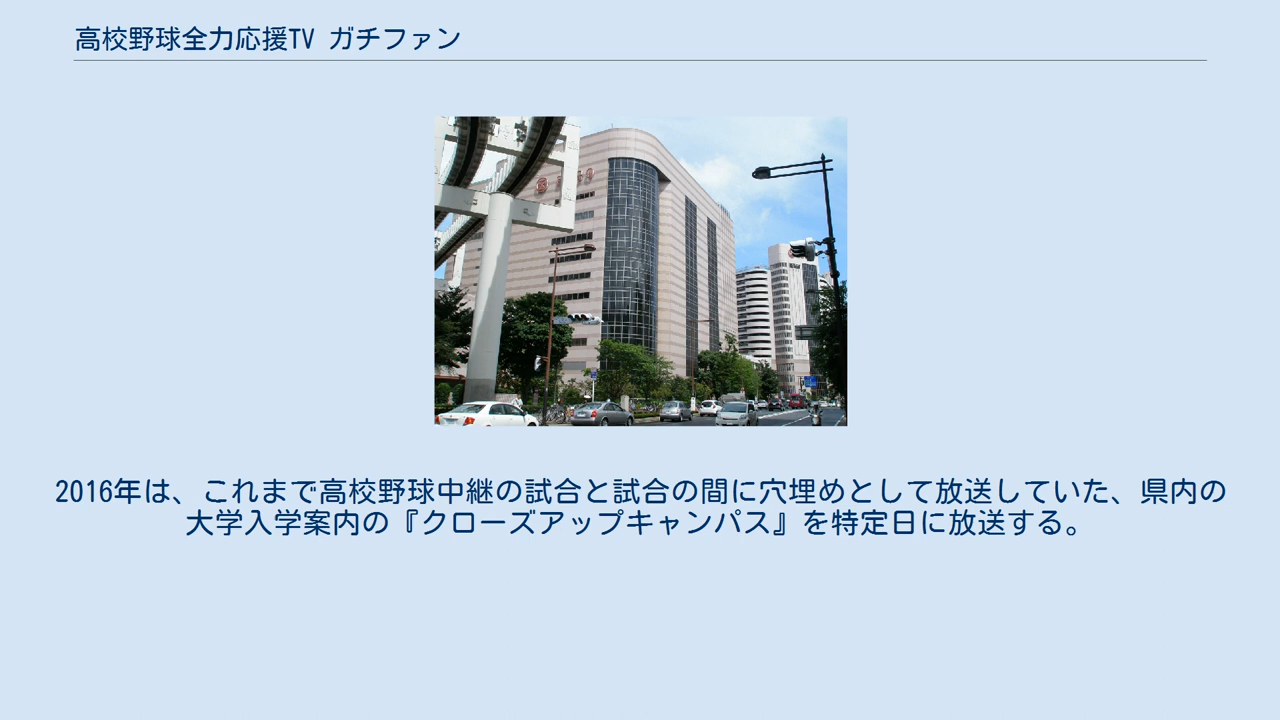 高校野球全力応援TV ガチファン
2016年は、これまで高校野球中継の試合と試合の間に穴埋めとして放送していた、県内の
大学入学案内の『クローズアップキャンパス』を特定日に放送する。